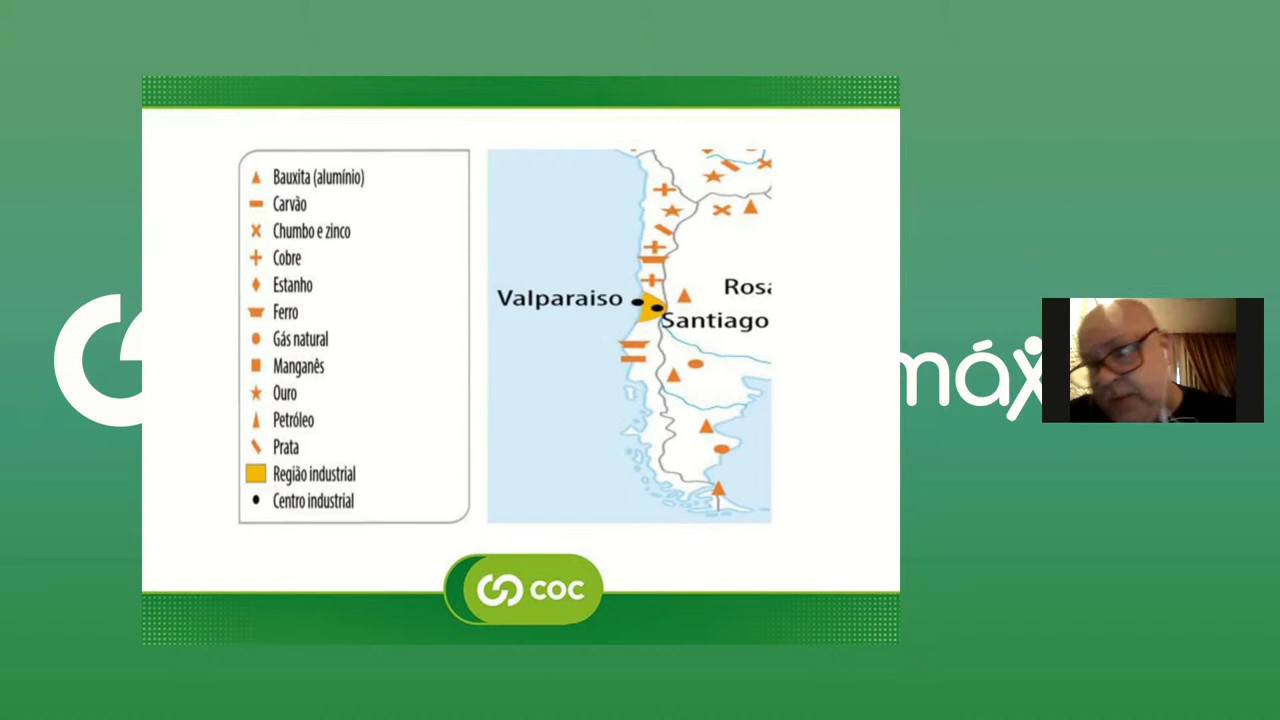 Bauxita (alumínio)
Carvão
Chumbo e zinco
Cobre
Estanho
Ferro
Gás natural
Manganês
Ouro
Petróleo
Prata
Região industrial
Centro industrial
Valparaiso
Rosa
Santiago
coc
máx